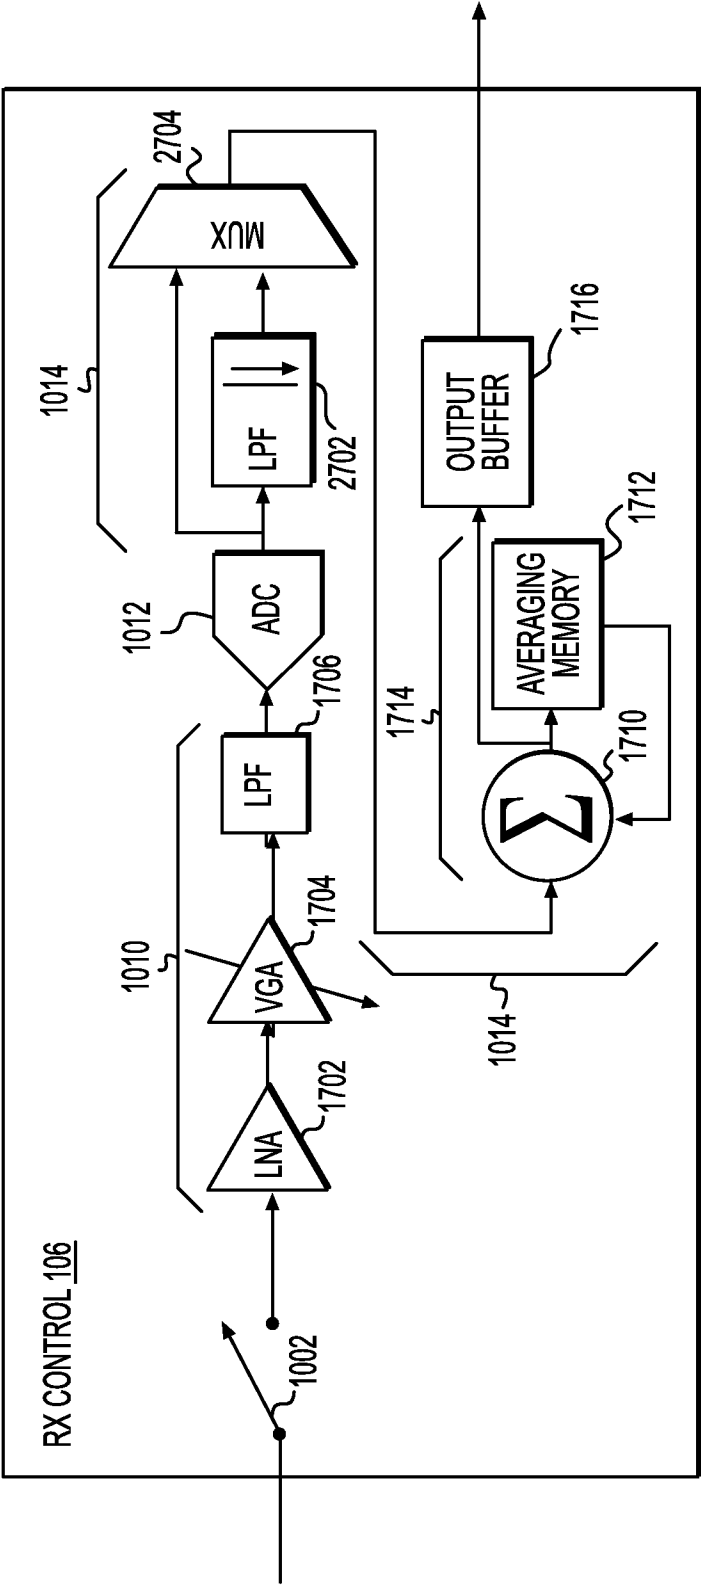 RX CONTROL 106
1002
1010
LNA
1702
VGA
1704
LPF
1706
1012
ADC
1014
LPF
2702
MUX
2704
1014
1714
Σ
1710
AVERAGING
MEMORY
1712
OUTPUT
BUFFER
1716